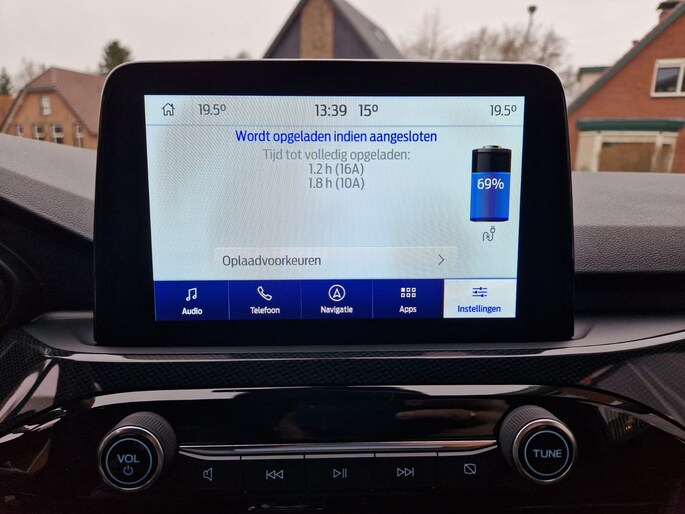 19.5° 13:39 15° 19.5°
Wordt opgeladen indien aangesloten
Tijd tot volledig opgeladen:
1.2 h (16A)
1.8 h (10A)
69%
Oplaadvoorkeuren
Audio Telefoon Navigatie Apps Instellingen
VOL TUNE